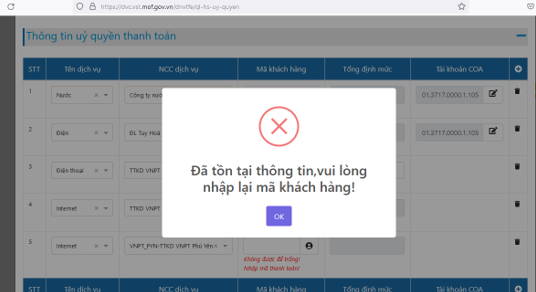 https://dvc.vst.mof.gov.vn/dnvtfe/ql-hs-uy-quyen
Thông tin uỷ quyền thanh toán
STT Tên dịch vụ NCC dịch vụ Mã khách hàng Tổng định mức Tài khoản COA
1 Nước × Công ty nước 01.3717.0000.1.105
2 Điện × ĐL Tuy Hoà 01.3717.0000.1.105
3 Điện thoại × TTKD VNPT
4 Internet × TTKD VNPT
Đã tồn tại thông tin,vui lòng
nhập lại mã khách hàng!
OK
5 Internet × VNPT_PYN-TTKD VNPT Phú Yên ×
Không được để trống!
Nhập mã thanh toán!
STT Tên dịch vụ NCC dịch vụ Mã khách hàng Tổng định mức Tài khoản COA